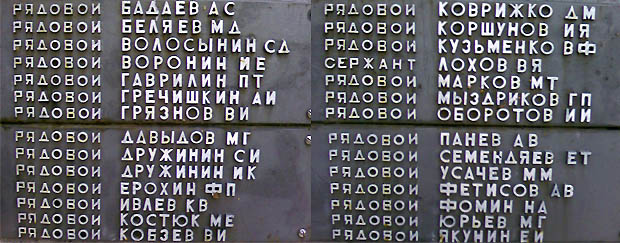 РЯДОВОЙ БАДАЕВ АС
РЯДОВОЙ БЕЛЯЕВ МД
РЯДОВОЙ ВОЛОСЫНИН СД
РЯДОВОЙ ВОРОНИН ИЕ
РЯДОВОЙ ГАВРИЛИН ПТ
РЯДОВОЙ ГРЕЧИШКИН АИ
РЯДОВОЙ ГРЯЗНОВ ВИ
РЯДОВОЙ ДАВЫДОВ МГ
РЯДОВОЙ ДРУЖИНИН СИ
РЯДОВОЙ ДРУЖИНИН ИК
РЯДОВОЙ ЕРОХИН ФП
РЯДОВОЙ ИВЛЕВ КВ
РЯДОВОЙ КОСТЮК МЕ
РЯДОВОЙ КОБЗЕВ ВИ
РЯДОВОЙ КОВРИЖКО ДМ
РЯДОВОЙ КОРШУНОВ ИЯ
РЯДОВОЙ КУЗЬМЕНКО ВФ
СЕРЖАНТ ЛОХОВ ВЯ
РЯДОВОЙ МАРКОВ МТ
РЯДОВОЙ МЫЗДРИКОВ ГП
РЯДОВОЙ ОБОРОТОВ ИИ
РЯДОВОЙ ПАНЕВ АВ
РЯДОВОЙ СЕМЕНДЯЕВ ЕТ
РЯДОВОЙ УСАЧЕВ ММ
РЯДОВОЙ ФЕТИСОВ АВ
РЯДОВОЙ ФОМИН НА
РЯДОВОЙ ЮРЬЕВ МГ
РЯДОВОЙ ЯКУНИН ЕИ